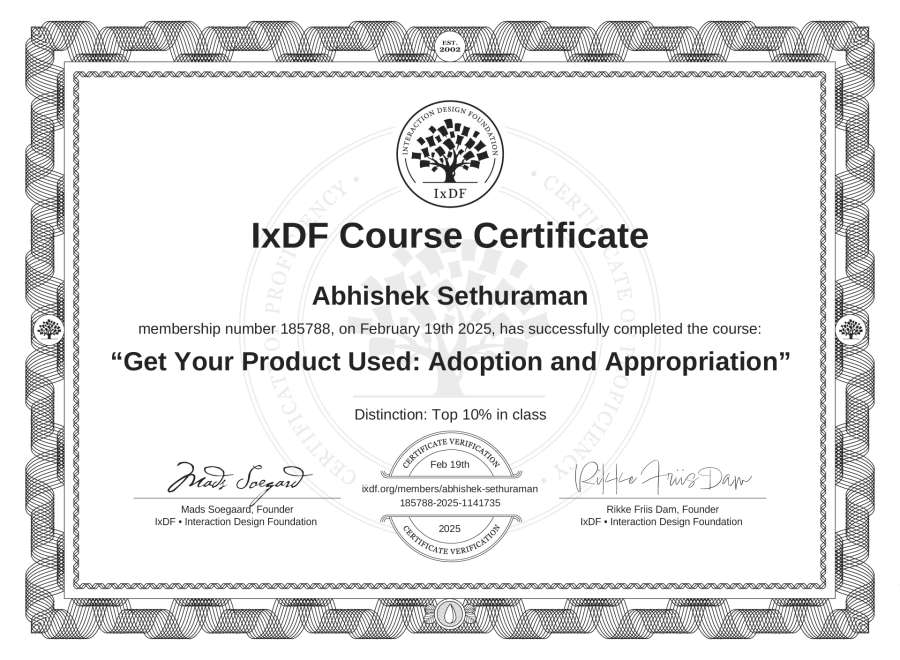 EST.
2002
INTERACTION DESIGN FOUNDATION
IxDF
CERTIFICATE OF PROFICIENCY • CERTIFICATE OF PROFICIENCY •
IxDF Course Certificate
Abhishek Sethuraman
membership number 185788, on February 19th 2025, has successfully completed the course:
“Get Your Product Used: Adoption and Appropriation”
Distinction: Top 10% in class
CERTIFICATE VERIFICATION
Feb 19th
ixdf.org/members/abhishek-sethuraman
185788-2025-1141735
2025
CERTIFICATE VERIFICATION
Mads Soegaard
Mads Soegaard, Founder
IxDF • Interaction Design Foundation
Rikke Friis Dam
Rikke Friis Dam, Founder
IxDF • Interaction Design Foundation